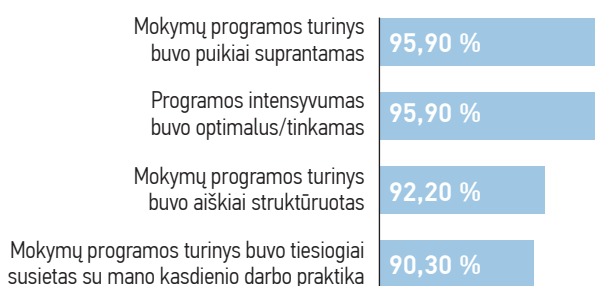 Mokymų programos turinys
buvo puikiai suprantamas
95,90 %
Programos intensyvumas
buvo optimalus/tinkamas
95,90 %
Mokymų programos turinys
buvo aiškiai struktūruotas
92,20 %
Mokymų programos turinys buvo tiesiogiai
susietas su mano kasdienio darbo praktika
90,30 %